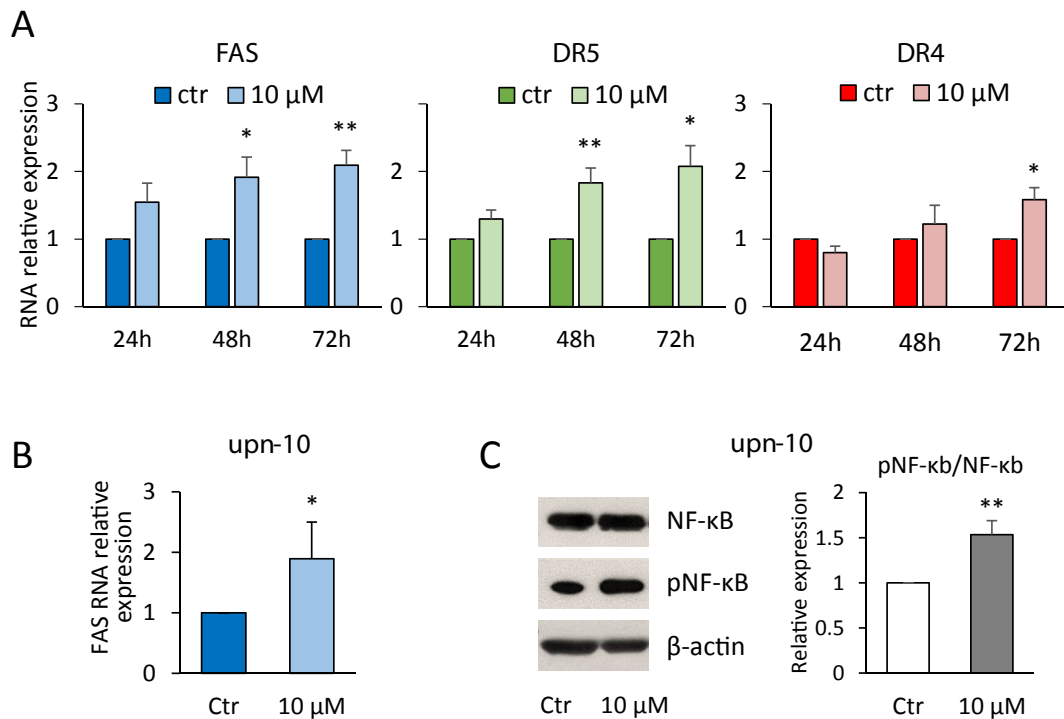 A
FAS
DR5
DR4
ctr 10 µM
ctr 10 µM
ctr 10 µM
RNA relative expression
3
2
1
0
* **
24h 48h 72h
3
2
1
0
** *
24h 48h 72h
3
2
1
0
*
24h 48h 72h
B
upn-10
FAS RNA relative
expression
3
2
1
0
*
Ctr 10 µM
C
upn-10
NF-κB
pNF-κB
β-actin
Ctr 10 µM
pNF-κb/NF-κb
Relative expression
2
1.5
1
0.5
0
**
Ctr 10 µM